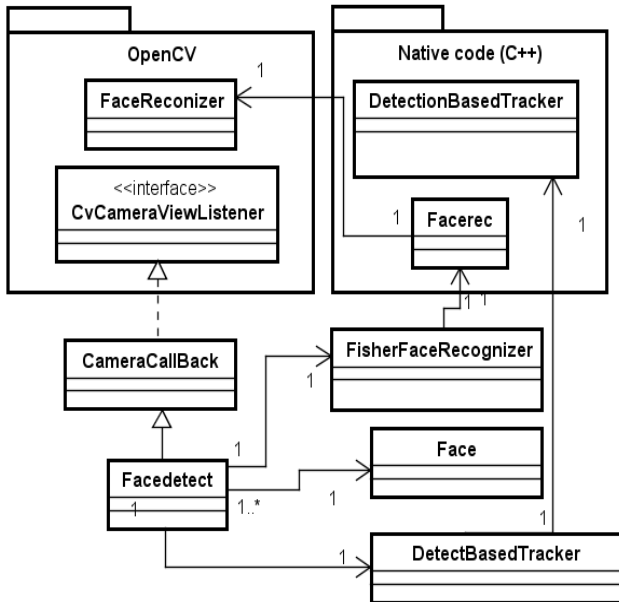 OpenCV
Native code (C++)
1
FaceReconizer
DetectionBasedTracker
<<interface>>
CvCameraViewListener
1
Facerec
1
1 1
CameraCallBack
FisherFaceRecognizer
1
1
Face
Facedetect
1
1..*
1
1
1
DetectBasedTracker